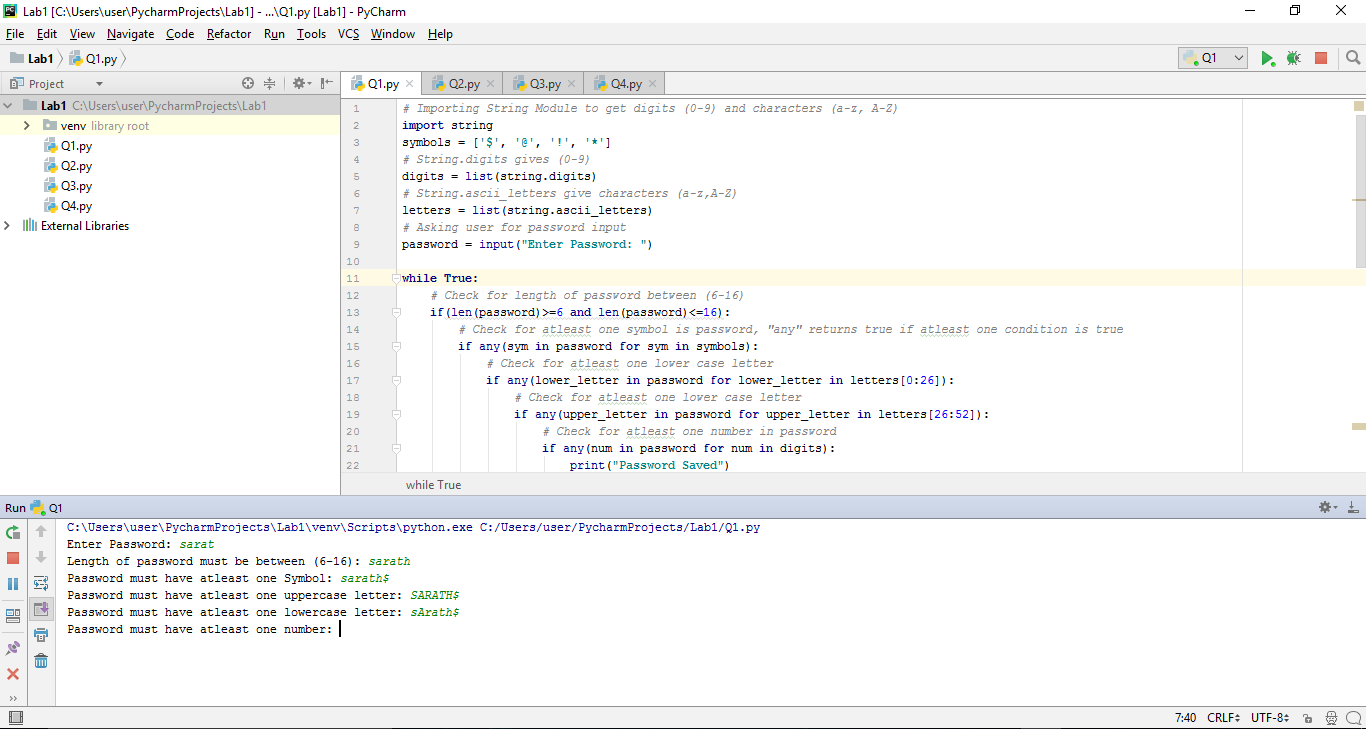 Lab1 [C:\Users\user\PycharmProjects\Lab1] - ...\Q1.py [Lab1] - PyCharm
File Edit View Navigate Code Refactor Run Tools VCS Window Help
Lab1 Q1.py Q1
Project
Q1.py Q2.py Q3.py Q4.py
Lab1 C:\Users\user\PycharmProjects\Lab1
venv library root
Q1.py
Q2.py
Q3.py
Q4.py
External Libraries
1 # Importing String Module to get digits (0-9) and characters (a-z, A-Z)
2 import string
3 symbols = ['$', '@', '!', '*']
4 # String.digits gives (0-9)
5 digits = list(string.digits)
6 # String.ascii_letters give characters (a-z,A-Z)
7 letters = list(string.ascii_letters)
8 # Asking user for password input
9 password = input("Enter Password: ")
10
11 while True:
12 # Check for length of password between (6-16)
13 if(len(password)>=6 and len(password)<=16):
14 # Check for atleast one symbol is password, "any" returns true if atleast one condition is true
15 if any(sym in password for sym in symbols):
16 # Check for atleast one lower case letter
17 if any(lower_letter in password for lower_letter in letters[0:26]):
18 # Check for atleast one lower case letter
19 if any(upper_letter in password for upper_letter in letters[26:52]):
20 # Check for atleast one number in password
21 if any(num in password for num in digits):
22 print("Password Saved")
while True
Run Q1
C:\Users\user\PycharmProjects\Lab1\venv\Scripts\python.exe C:/Users/user/PycharmProjects/Lab1/Q1.py
Enter Password: sarat
Length of password must be between (6-16): sarath
Password must have atleast one Symbol: sarath$
Password must have atleast one uppercase letter: SARATH$
Password must have atleast one lowercase letter: sArath$
Password must have atleast one number:
7:40 CRLF UTF-8